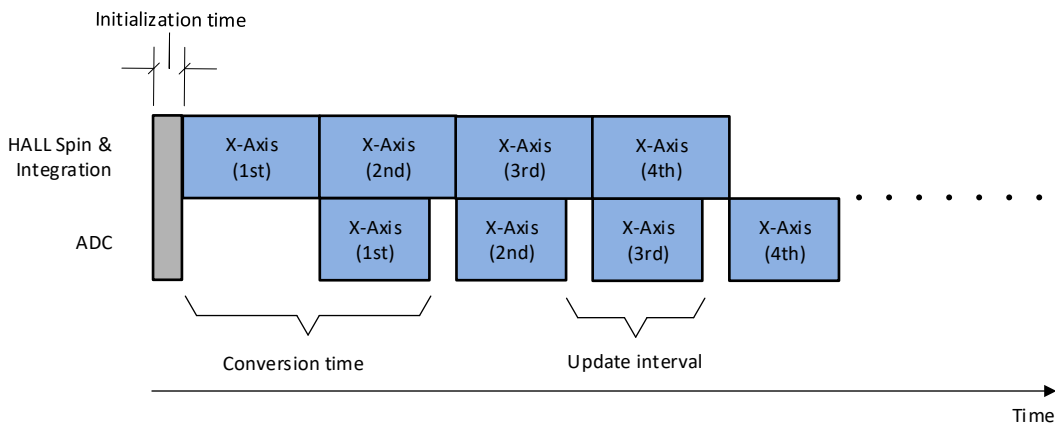 Initialization time
HALL Spin &
Integration
X-Axis
(1st)
X-Axis
(2nd)
X-Axis
(3rd)
X-Axis
(4th)
ADC
X-Axis
(1st)
X-Axis
(2nd)
X-Axis
(3rd)
X-Axis
(4th)
Conversion time
Update interval
Time